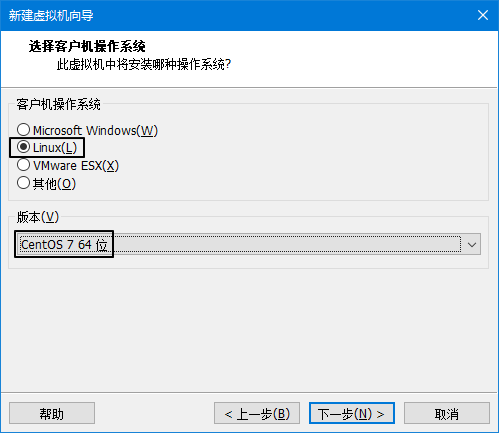 新建虚拟机向导
选择客户机操作系统
此虚拟机中将安装哪种操作系统?
客户机操作系统
Microsoft Windows(W)
Linux(L)
VMware ESX(X)
其他(O)
版本(V)
CentOS 7 64 位
帮助
< 上一步(B)
下一步(N) >
取消